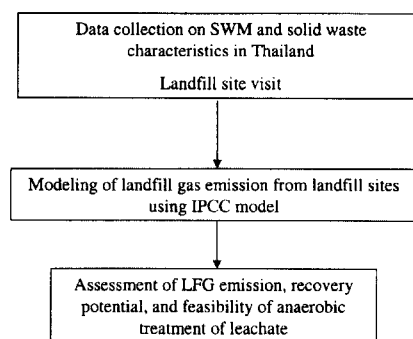 Data collection on SWM and solid waste
characteristics in Thailand
Landfill site visit
Modeling of landfill gas emission from landfill sites
using IPCC model
Assessment of LFG emission, recovery
potential, and feasibility of anaerobic
treatment of leachate